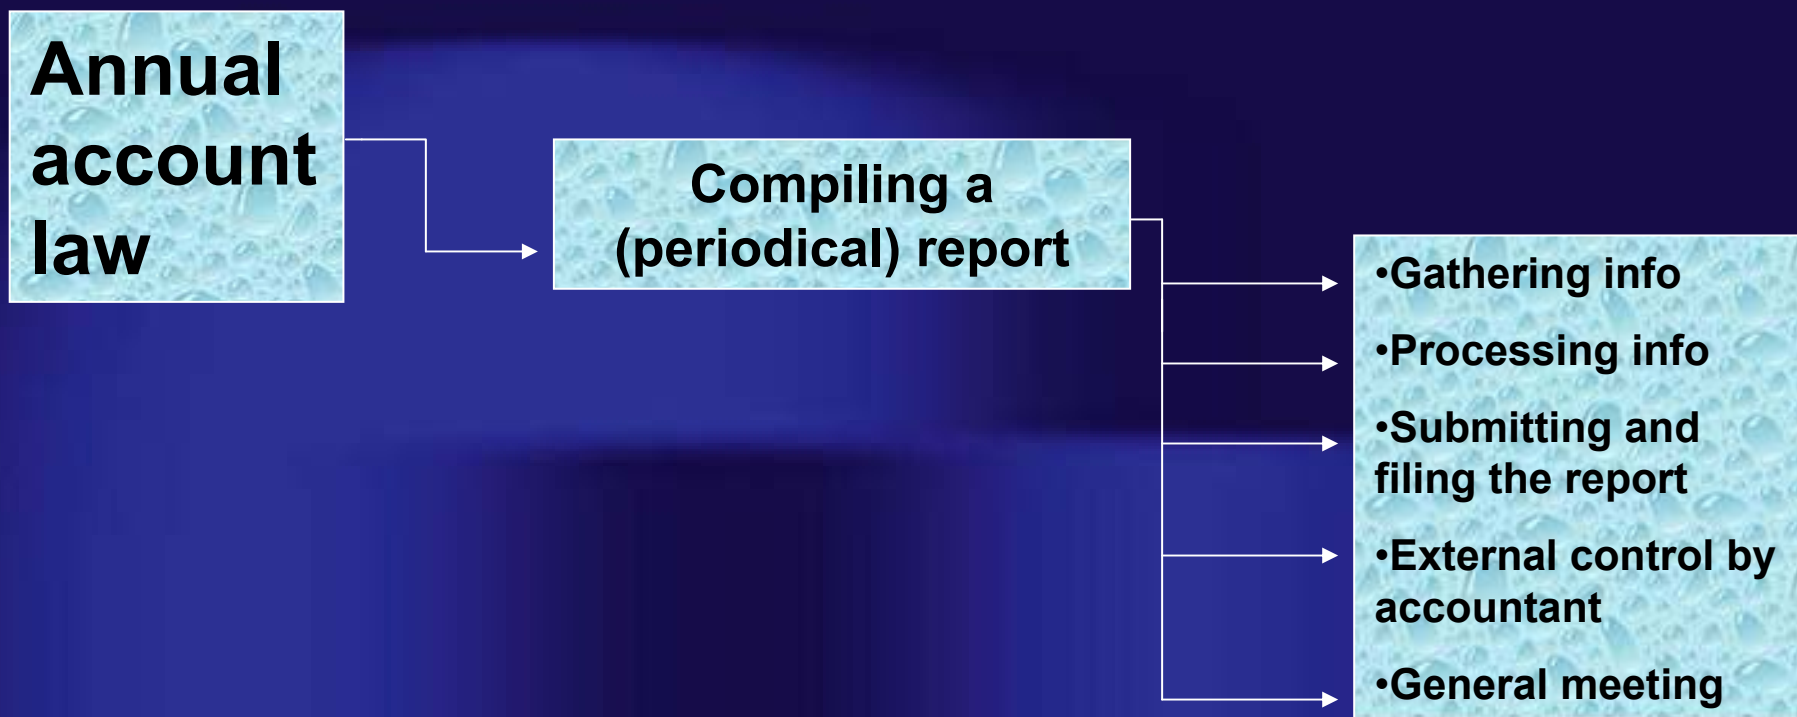 Annual
account
law
Compiling a
(periodical) report
•Gathering info
•Processing info
•Submitting and
filing the report
•External control by
accountant
•General meeting